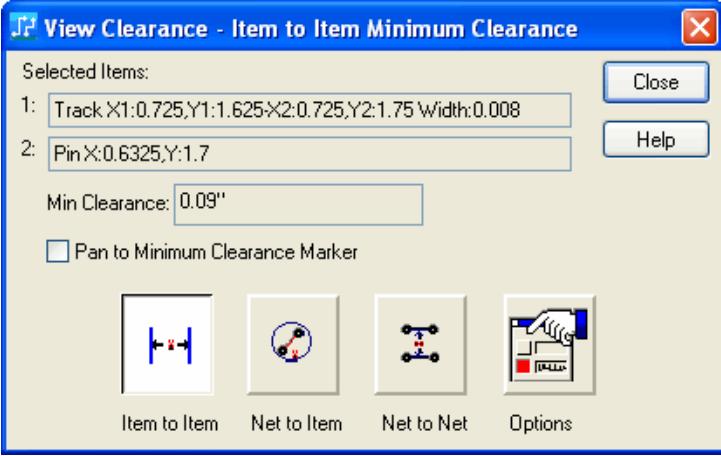 View Clearance - Item to Item Minimum Clearance
Selected Items:
Close
1: Track X1:0.725,Y1:1.625-X2:0.725,Y2:1.75 Width:0.008
2: Pin X:0.6325,Y:1.7
Help
Min Clearance: 0.09"
Pan to Minimum Clearance Marker
Item to Item Net to Item Net to Net Options